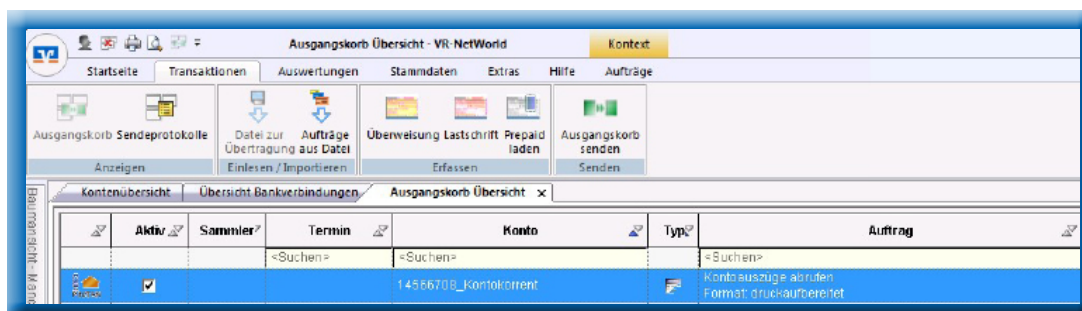 Ausgangskorb Übersicht - VR-NetWorld
Kontext
Startseite Transaktionen Auswertungen Stammdaten Extras Hilfe Aufträge
Ausgangskorb Sendeprotokolle Datei zur Aufträge Überweisung Lastschrift Prepaid Ausgangskorb
Übertragung aus Datei laden senden
Anzeigen Einlesen / Importieren Erfassen Senden
Kontenübersicht Übersicht Bankverbindungen Ausgangskorb Übersicht x
Aktiv Sammler Termin Konto Typ Auftrag
<Suchen> <Suchen> <Suchen>
14566708_Kontokorrent
Kontoauszüge abrufen
Format: druckaufbereitet
Baumansicht - Mand